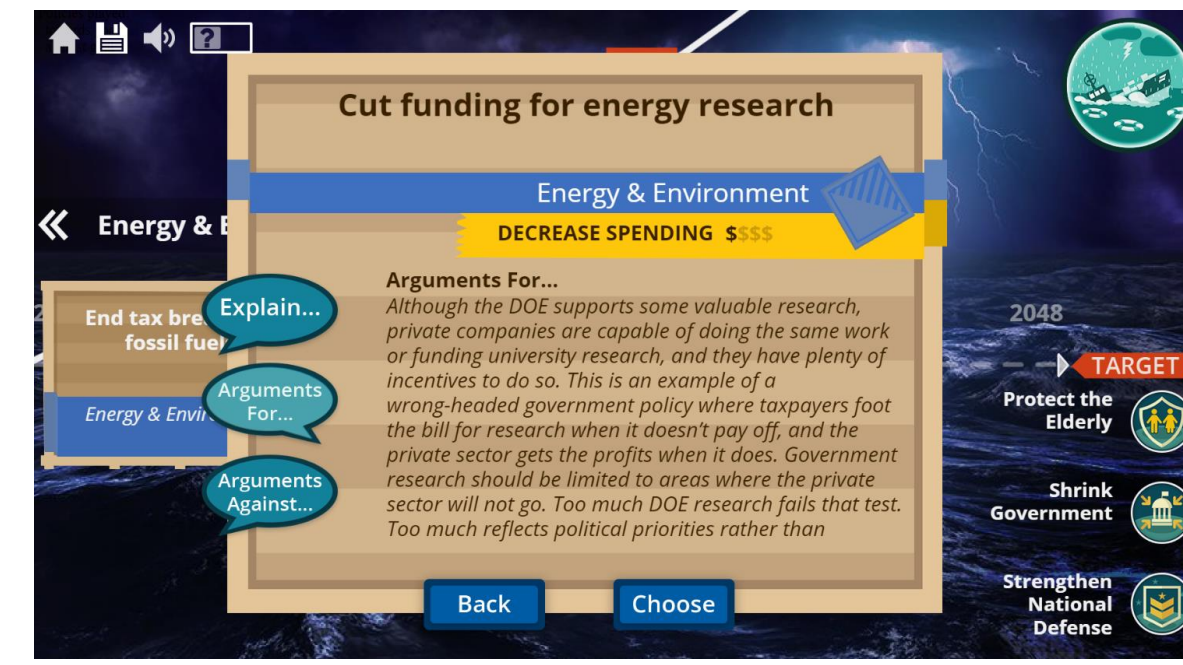 ?
Cut funding for energy research
Energy & Environment
DECREASE SPENDING $$$$
Energy & E
Arguments For...
Although the DOE supports some valuable research,
private companies are capable of doing the same work
or funding university research, and they have plenty of
incentives to do so. This is an example of a
wrong-headed government policy where taxpayers foot
the bill for research when it doesn’t pay off, and the
private sector gets the profits when it does. Government
research should be limited to areas where the private
sector will not go. Too much DOE research fails that test.
Too much reflects political priorities rather than
End tax bre
fossil fuel
Energy & Enviro
Explain...
Arguments
For...
Arguments
Against...
Back
Choose
2048
TARGET
Protect the
Elderly
Shrink
Government
Strengthen
National
Defense